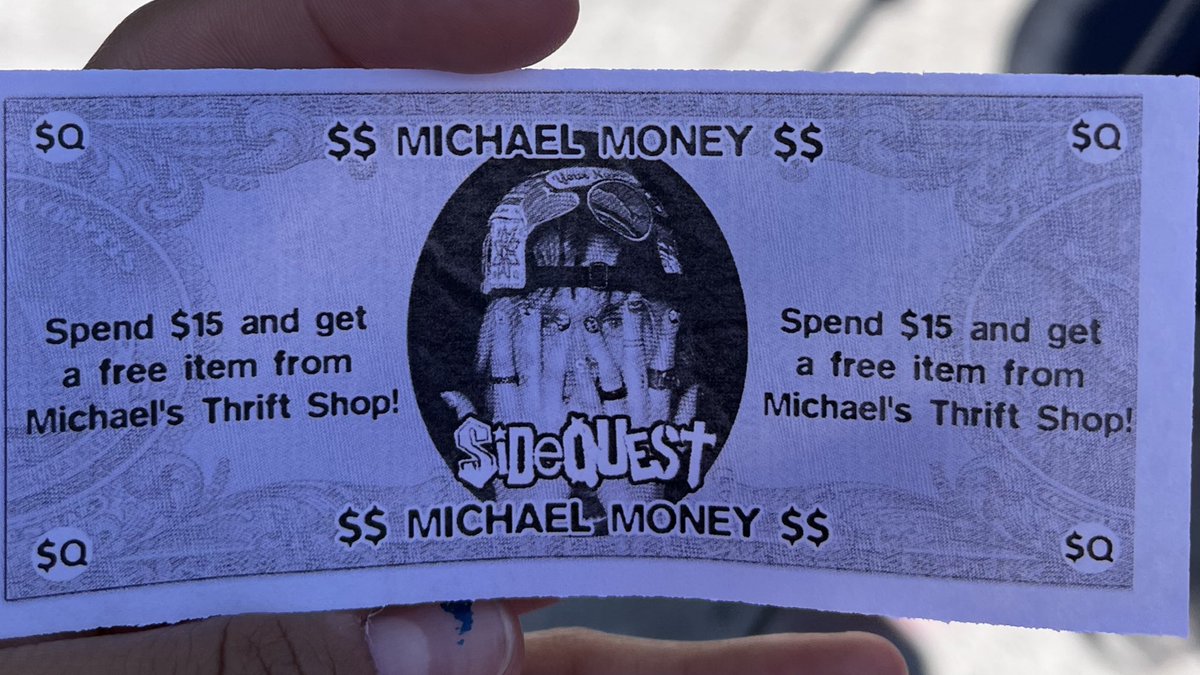 $Q
$$ MICHAEL MONEY $$
$Q
Spend $15 and get
a free item from
Michael's Thrift Shop!
SiDeQUESt
Spend $15 and get
a free item from
Michael's Thrift Shop!
$Q
$$ MICHAEL MONEY $$
$Q